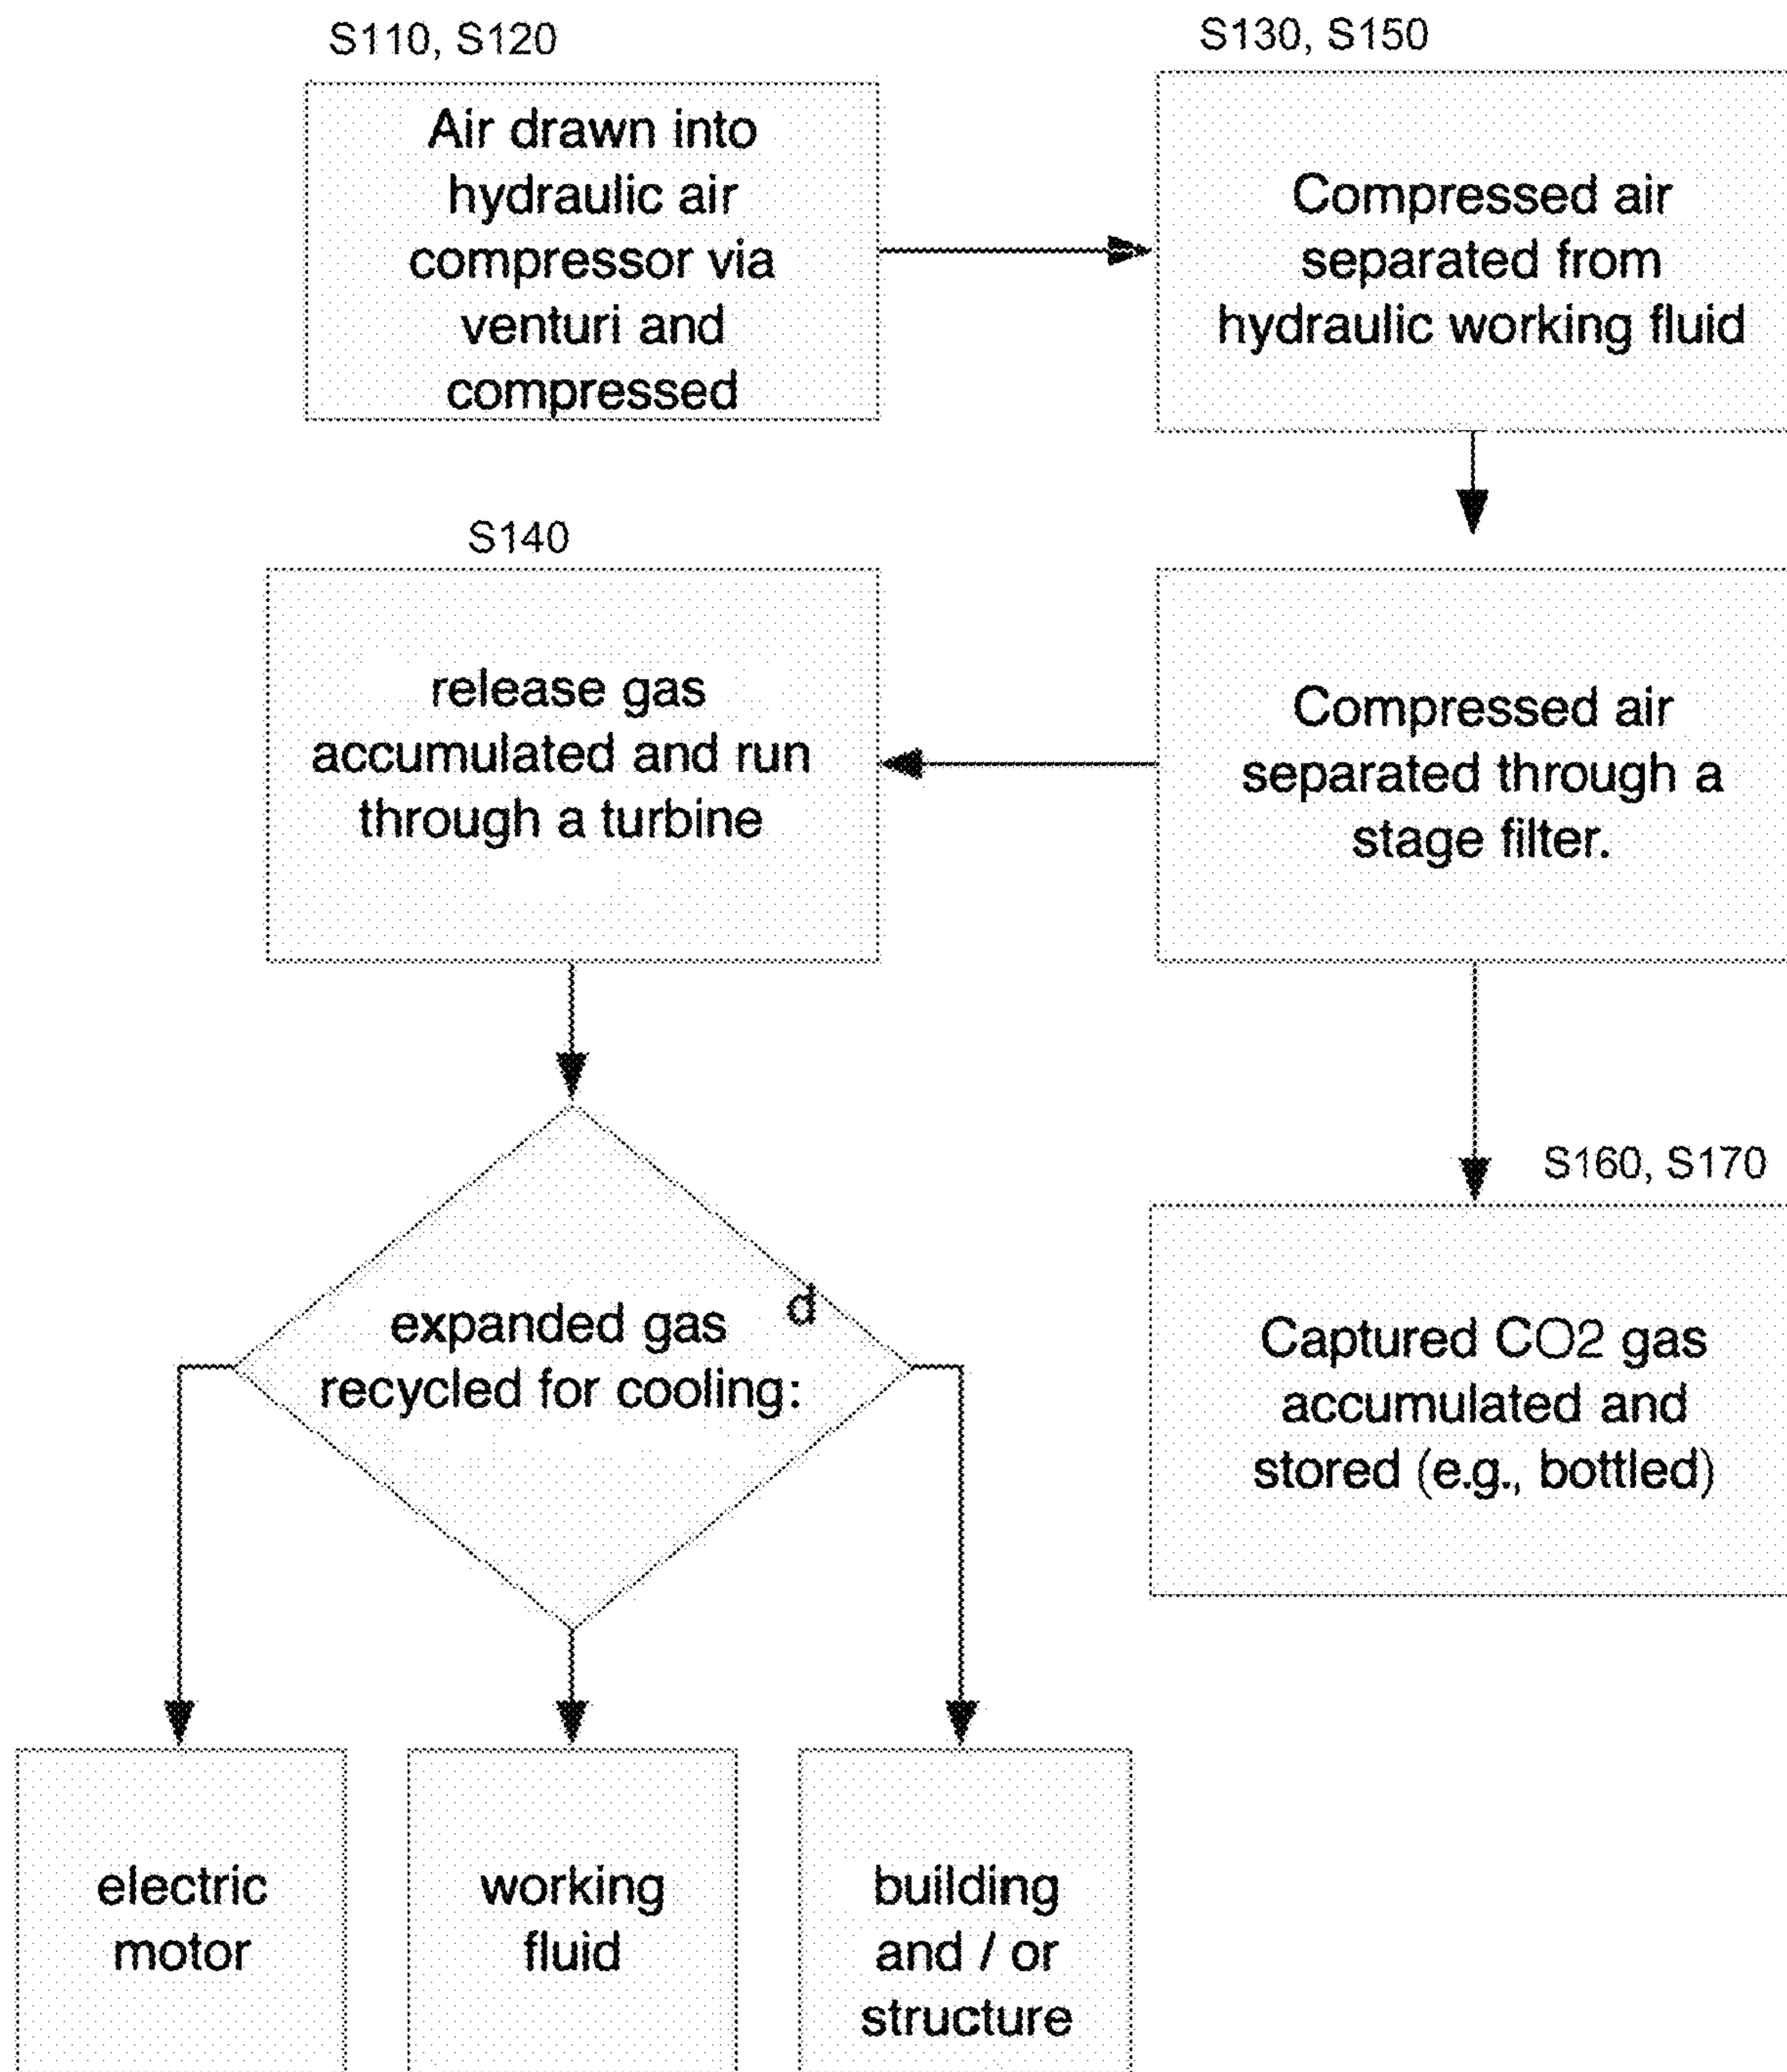 S110, S120
Air drawn into
hydraulic air
compressor via
venturi and
compressed
S130, S150
Compressed air
separated from
hydraulic working fluid
S140
release gas
accumulated and run
through a turbine
Compressed air
separated through a
stage filter.
expanded gas
recycled for cooling:
d
S160, S170
Captured CO2 gas
accumulated and
stored (e.g., bottled)
electric
motor
working
fluid
building
and / or
structure